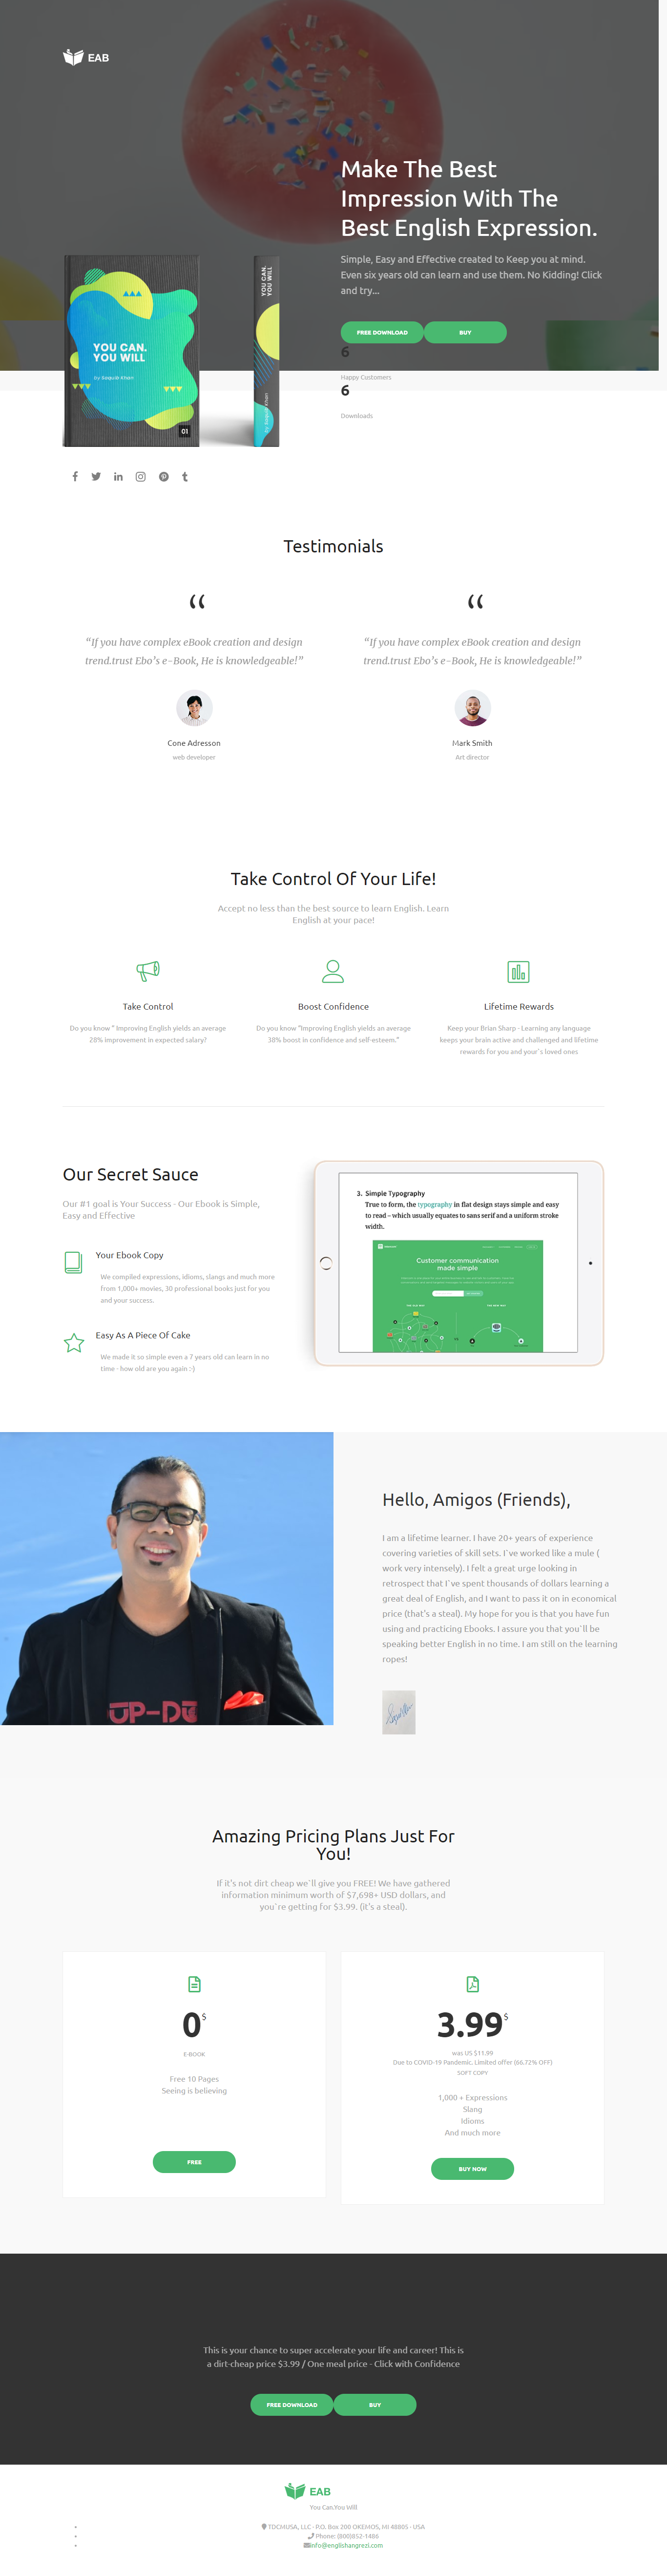 EAB
Make The Best
Impression With The
Best English Expression.
Simple, Easy and Effective created to Keep you at mind.
Even six years old can learn and use them. No Kidding! Click
and try...
FREE DOWNLOAD
BUY
6
Happy Customers
6
Downloads
YOU CAN.
YOU WILL
by Saquib Khan
01
YOU CAN.
YOU WILL
Testimonials
“
“If you have complex eBook creation and design
trend.trust Ebo’s e-Book, He is knowledgeable!”
Cone Adresson
web developer
“
“If you have complex eBook creation and design
trend.trust Ebo’s e-Book, He is knowledgeable!”
Mark Smith
Art director
Take Control Of Your Life!
Accept no less than the best source to learn English. Learn
English at your pace!
Take Control
Do you know " Improving English yields an average
28% improvement in expected salary?
Boost Confidence
Do you know "Improving English yields an average
38% boost in confidence and self-esteem."
Lifetime Rewards
Keep your Brian Sharp - Learning any language
keeps your brain active and challenged and lifetime
rewards for you and your`s loved ones
Our Secret Sauce
Our #1 goal is Your Success - Our Ebook is Simple,
Easy and Effective
Your Ebook Copy
We compiled expressions, idioms, slangs and much more
from 1,000+ movies, 30 professional books just for you
and your success.
Easy As A Piece Of Cake
We made it so simple even a 7 years old can learn in no
time - how old are you again :-)
3. Simple Typography
True to form, the typography in flat design stays simple and easy
to read – which usually equates to sans serif and a uniform stroke
width.
Customer communication
made simple
Hello, Amigos (Friends),
I am a lifetime learner. I have 20+ years of experience
covering varieties of skill sets. I`ve worked like a mule (
work very intensely). I felt a great urge looking in
retrospect that I`ve spent thousands of dollars learning a
great deal of English, and I want to pass it on in economical
price (that's a steal). My hope for you is that you have fun
using and practicing Ebooks. I assure you that you`ll be
speaking better English in no time. I am still on the learning
ropes!
Amazing Pricing Plans Just For
You!
If it's not dirt cheap we`ll give you FREE! We have gathered
information minimum worth of $7,698+ USD dollars, and
you`re getting for $3.99. (it's a steal).
0$
E-BOOK
Free 10 Pages
Seeing is believing
FREE
3.99$
was US $11.99
Due to COVID-19 Pandemic. Limited offer (66.72% OFF)
SOFT COPY
1,000 + Expressions
Slang
Idioms
And much more
BUY NOW
This is your chance to super accelerate your life and career! This is
a dirt-cheap price $3.99 / One meal price - Click with Confidence
FREE DOWNLOAD
BUY
EAB
You Can.You Will
TDCMUSA, LLC - P.O. Box 200 OKEMOS, MI 48805 - USA
Phone: (800)852-1486
info@englishangrezi.com